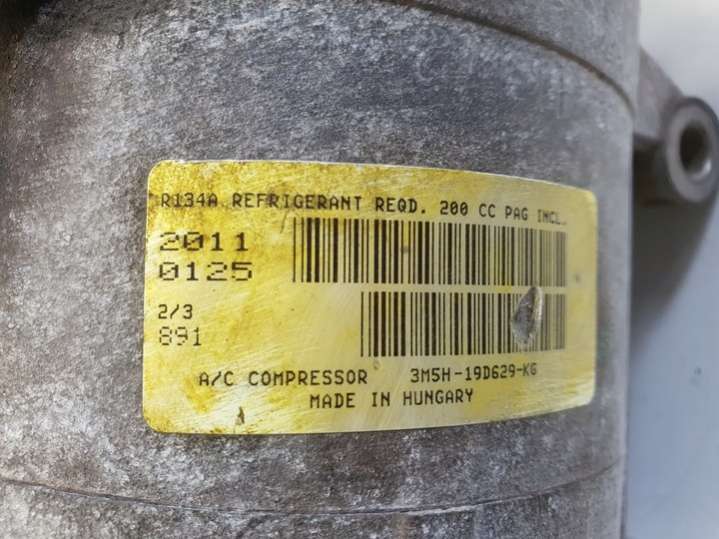 R134A REFRIGERANT REQD. 200 CC PAG INCL.
2011
0125
2/3
891
A/C COMPRESSOR 3M5H-19D629-KG
MADE IN HUNGARY